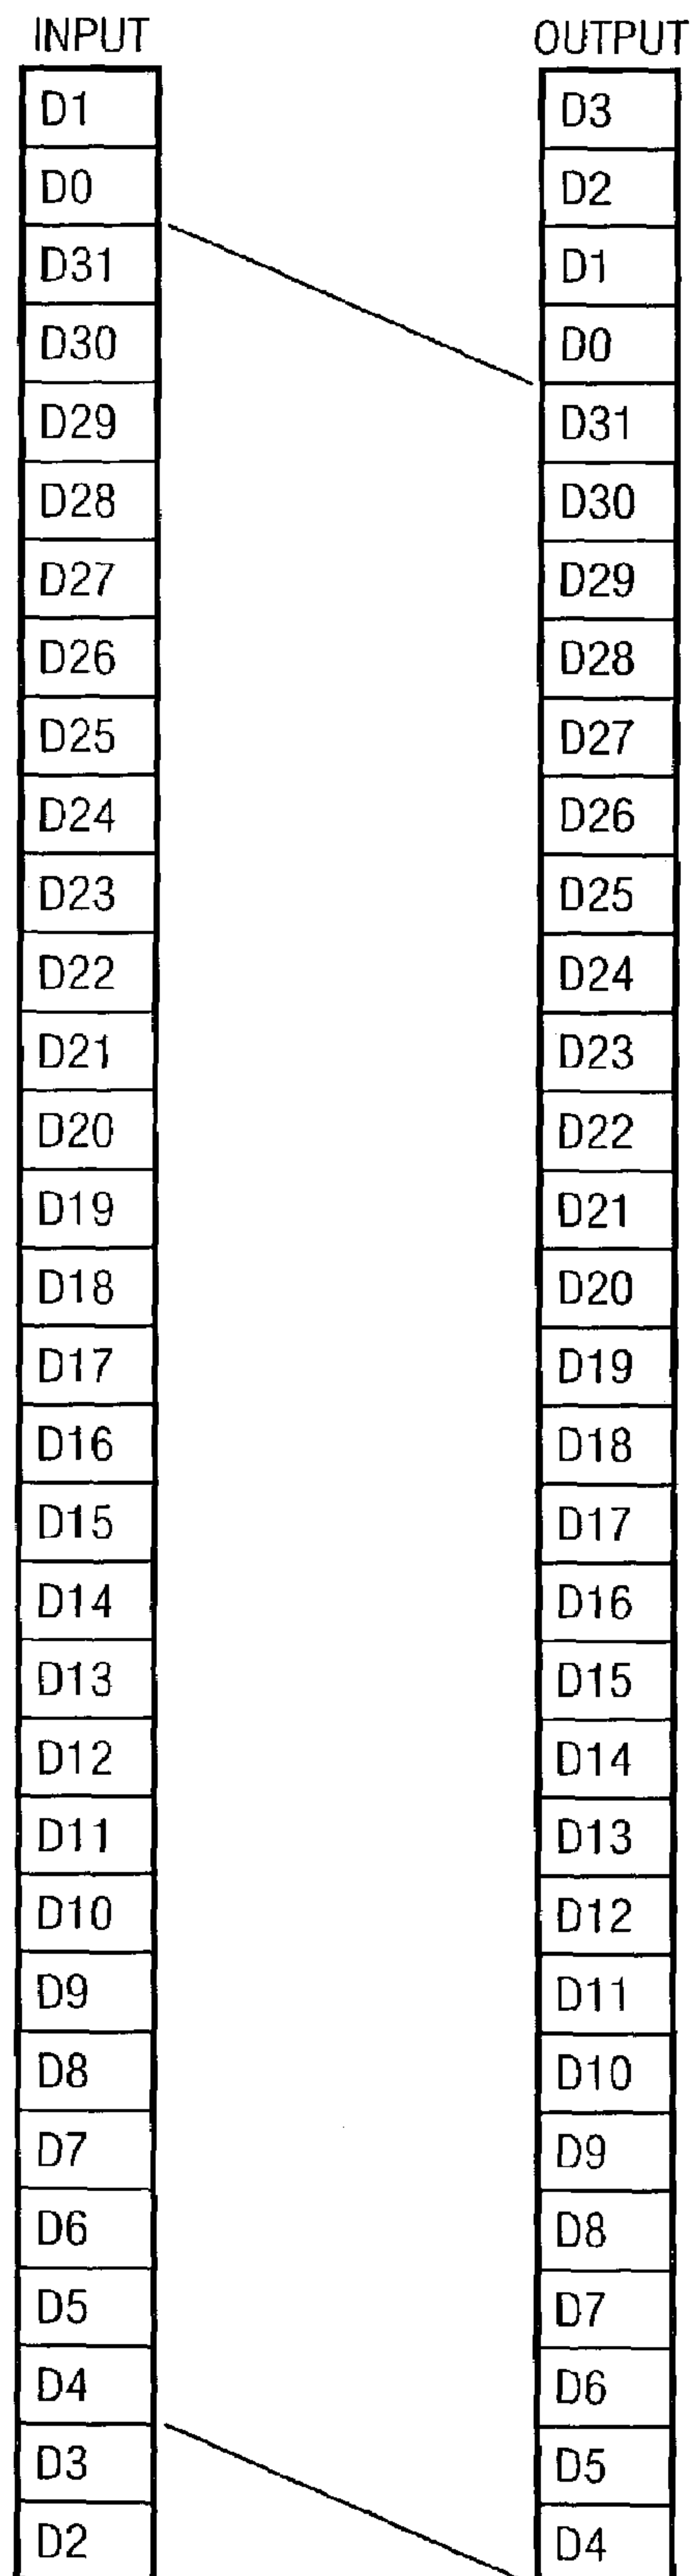 INPUT OUTPUT
D1 D3
D0 D2
D31 D1
D30 D0
D29 D31
D28 D30
D27 D29
D26 D28
D25 D27
D24 D26
D23 D25
D22 D24
D21 D23
D20 D22
D19 D21
D18 D20
D17 D19
D16 D18
D15 D17
D14 D16
D13 D15
D12 D14
D11 D13
D10 D12
D9 D11
D8 D10
D7 D9
D6 D8
D5 D7
D4 D6
D3 D5
D2 D4